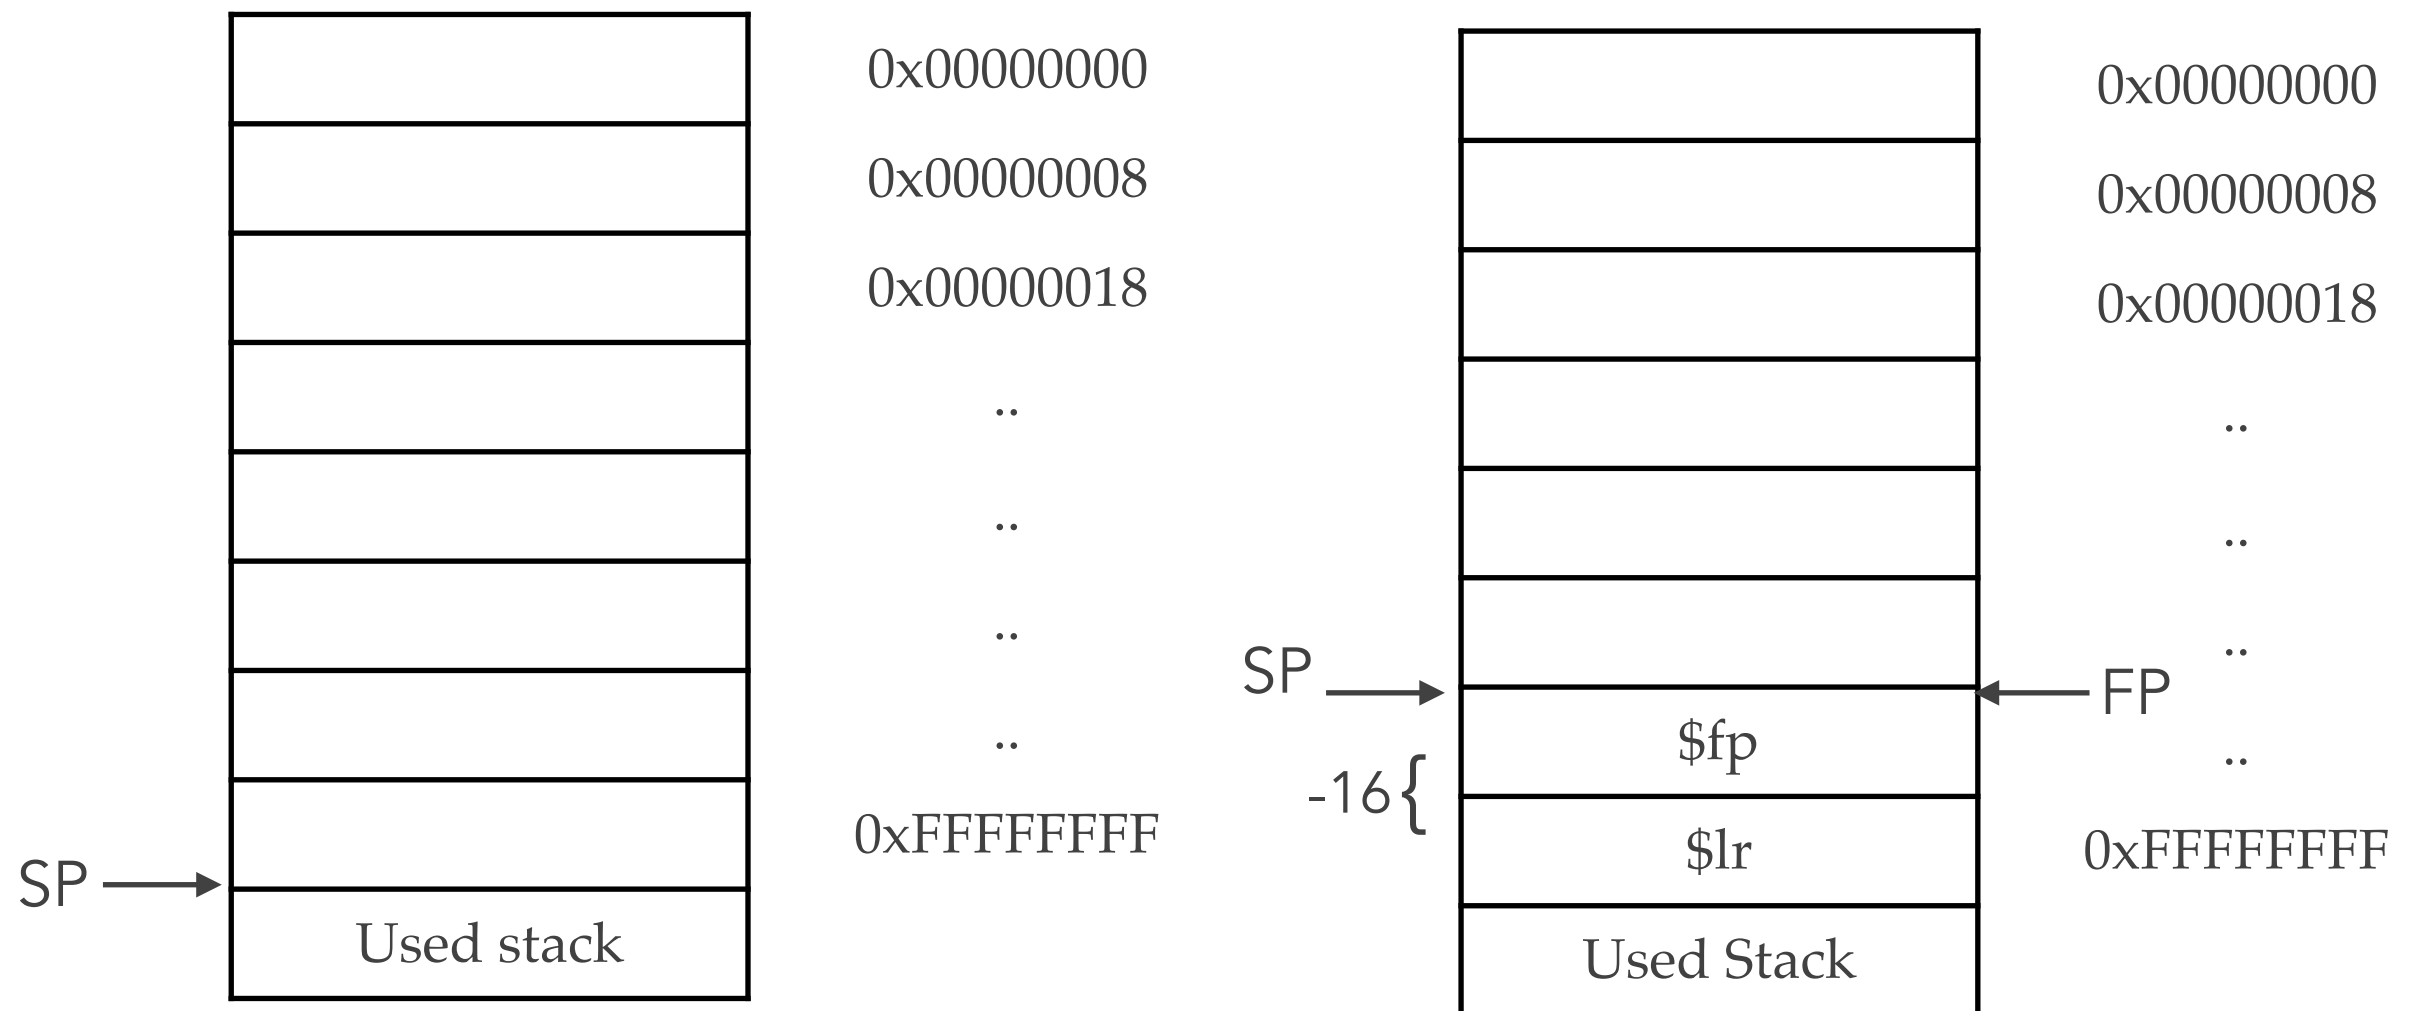 0x00000000
0x00000008
0x00000018
..
..
..
..
0xFFFFFFFF
SP
Used stack
0x00000000
0x00000008
0x00000018
..
..
..
SP
FP
$fp
..
-16{
$lr
0xFFFFFFFF
Used Stack